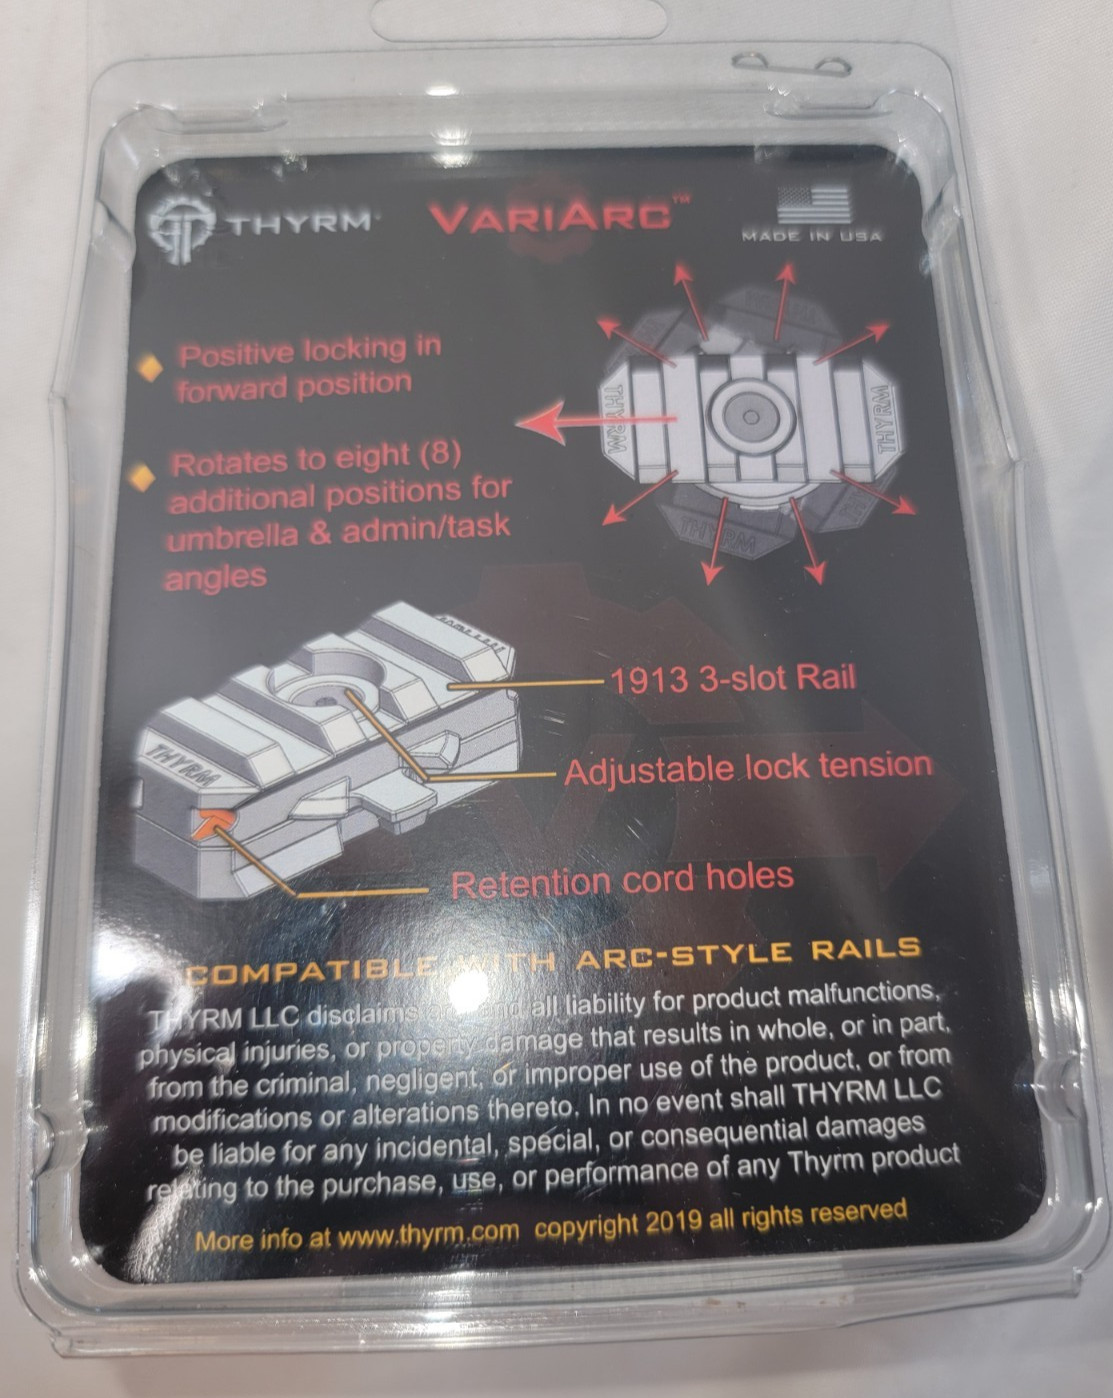 THYRM
VARIARC™
MADE IN USA
Positive locking in
forward position
Rotates to eight (8)
additional positions for
umbrella & admin/task
angles
THYRM
THYRM
THYRM
THYRM
1913 3-slot Rail
Adjustable lock tension
Retention cord holes
COMPATIBLE WITH ARC-STYLE RAILS
THYRM LLC disclaims any and all liability for product malfunctions,
physical injuries, or property damage that results in whole, or in part,
from the criminal, negligent, or improper use of the product, or from
modifications or alterations thereto. In no event shall THYRM LLC
be liable for any incidental, special, or consequential damages
relating to the purchase, use, or performance of any Thyrm product
More info at www.thyrm.com copyright 2019 all rights reserved